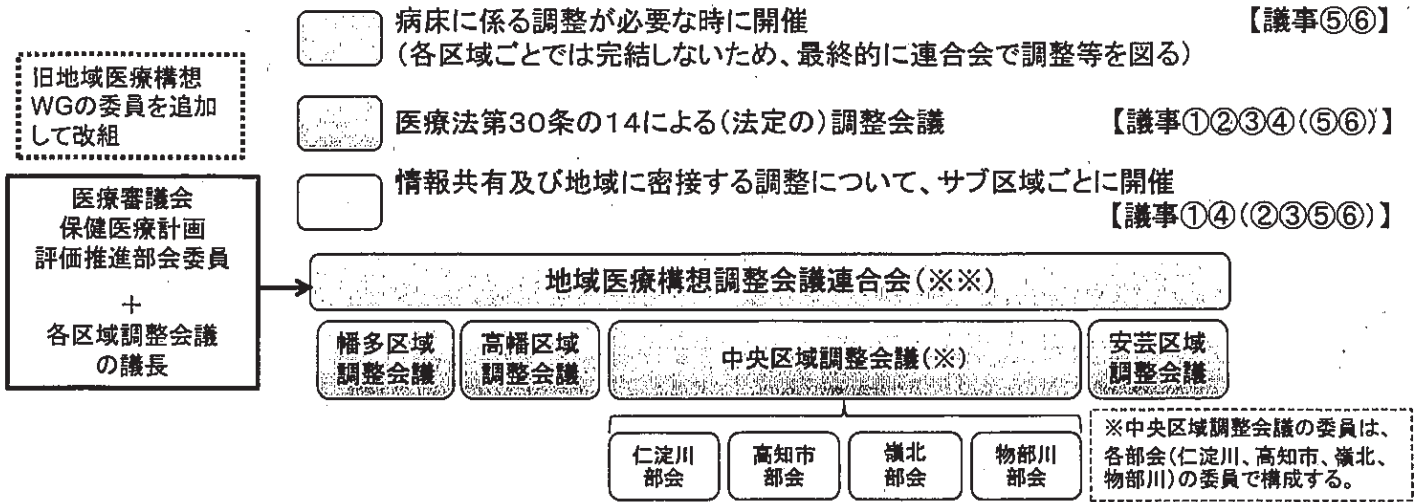 病床に係る調整が必要な時に開催 【議事⑤⑥】
(各区域ごとでは完結しないため、最終的に連合会で調整等を図る)
旧地域医療構想
WGの委員を追加
して改組
医療法第30条の14による(法定の)調整会議 【議事①②③④(⑤⑥)】
情報共有及び地域に密接する調整について、サブ区域ごとに開催
【議事①④(②③⑤⑥)】
医療審議会
保健医療計画
評価推進部会委員
+
各区域調整会議
の議長
地域医療構想調整会議連合会(※※)
幡多区域
調整会議
高幡区域
調整会議
中央区域調整会議(※)
安芸区域
調整会議
仁淀川
部会
高知市
部会
嶺北
部会
物部川
部会
※中央区域調整会議の委員は、
各部会(仁淀川、高知市、嶺北、
物部川)の委員で構成する。